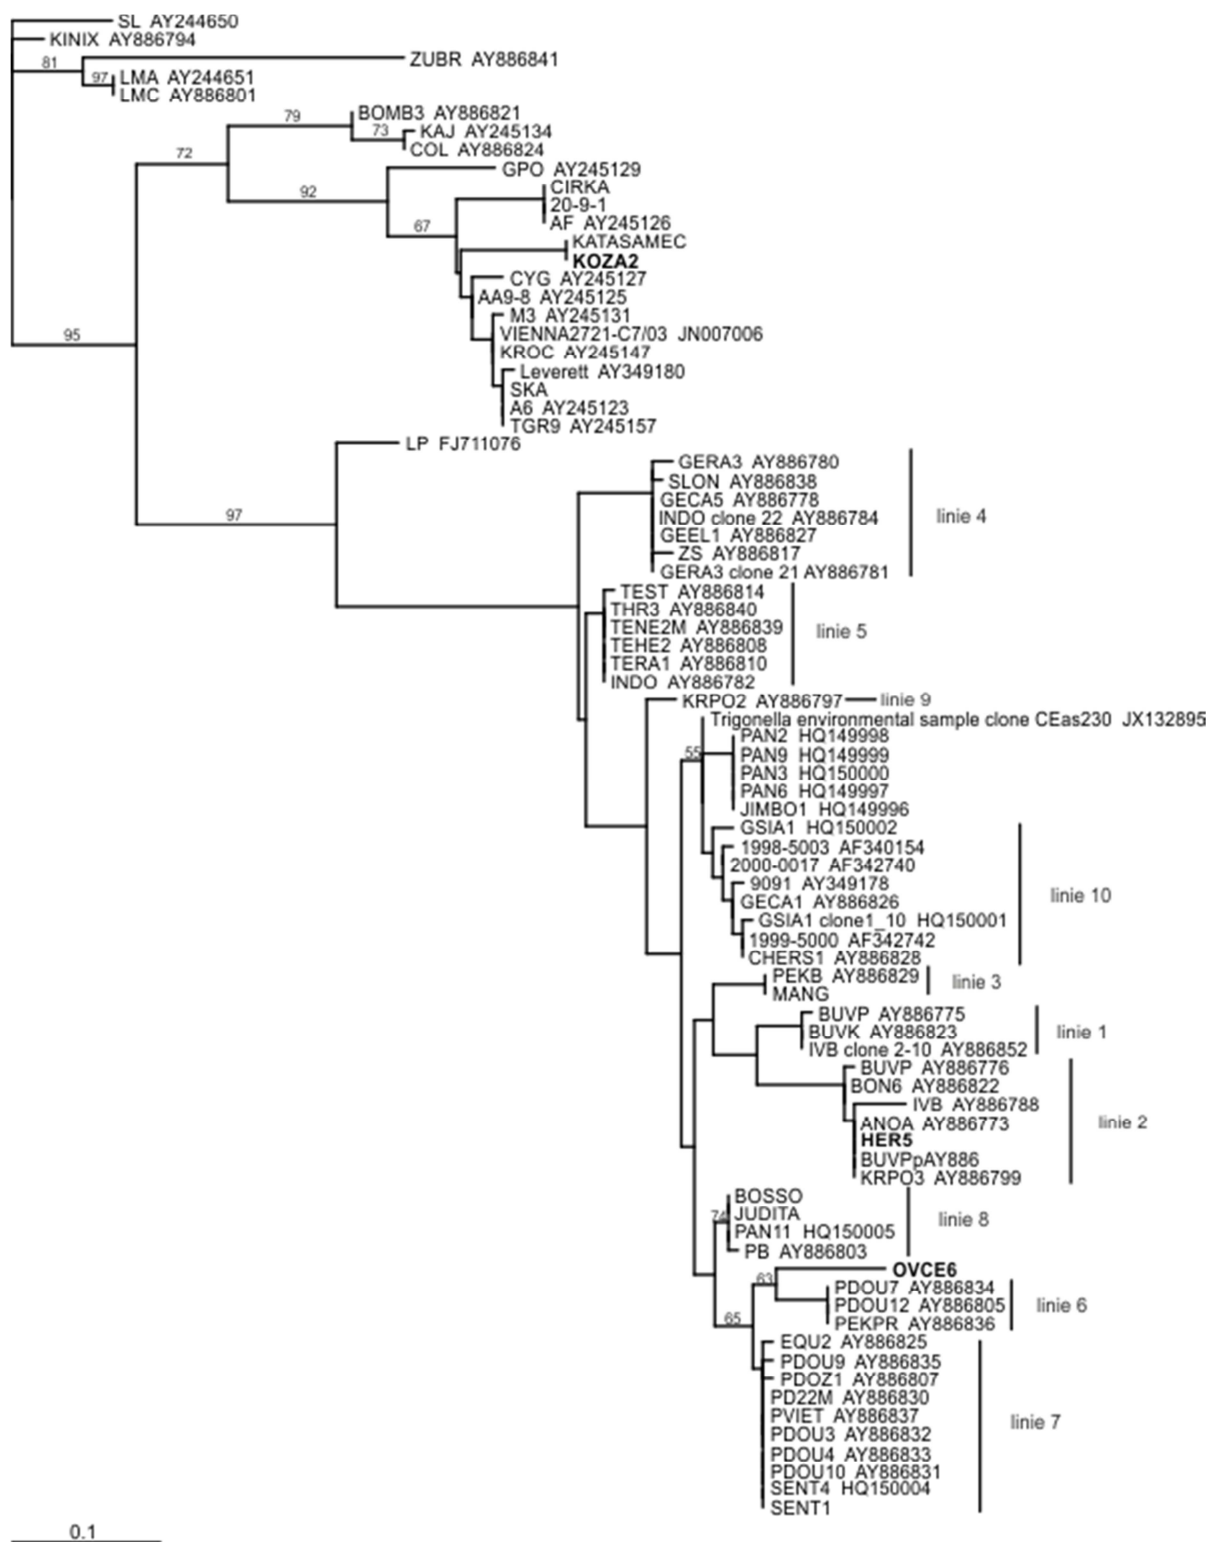 SL AY244650
KINIX AY886794
ZUBR AY886841
81
97
LMA AY244651
LMC AY886801
BOMB3 AY886821
79
73
KAJ AY245134
COL AY886824
72
GPO AY245129
92
CIRKA
20-9-1
AF AY245126
67
KATASAMEC
KOZA2
CYG AY245127
AA9-8 AY245125
M3 AY245131
VIENNA2721-C7/03 JN007006
95
KROC AY245147
Leverett AY349180
SKA
A6 AY245123
TGR9 AY245157
LP FJ711076
GERA3 AY886780
SLON AY886838
GECA5 AY886778
97
INDO clone 22 AY886784
linie 4
GEEL1 AY886827
ZS AY886817
GERA3 clone 21 AY886781
TEST AY886814
THR3 AY886840
TENE2M AY886839
linie 5
TEHE2 AY886808
TERA1 AY886810
INDO AY886782
KRPO2 AY886797
linie 9
Trigonella environmental sample clone CEas230 JX132895
PAN2 HQ149998
55
PAN9 HQ149999
PAN3 HQ150000
PAN6 HQ149997
JIMBO1 HQ149996
GSIA1 HQ150002
1998-5003 AF340154
2000-0017 AF342740
9091 AY349178
linie 10
GECA1 AY886826
GSIA1 clone1_10 HQ150001
1999-5000 AF342742
CHERS1 AY886828
PEKB AY886829
linie 3
MANG
BUVP AY886775
BUVK AY886823
linie 1
IVB clone 2-10 AY886852
BUVP AY886776
BON6 AY886822
IVB AY886788
ANOA AY886773
linie 2
HER5
BUVPpAY886
KRPO3 AY886799
BOSSO
74
JUDITA
linie 8
PAN11 HQ150005
PB AY886803
OVCE6
63
PDOU7 AY886834
PDOU12 AY886805
linie 6
65
PEKPR AY886836
EQU2 AY886825
PDOU9 AY886835
PDOZ1 AY886807
PD22M AY886830
PVIET AY886837
linie 7
PDOU3 AY886832
PDOU4 AY886833
PDOU10 AY886831
SENT4 HQ150004
SENT1
0.1